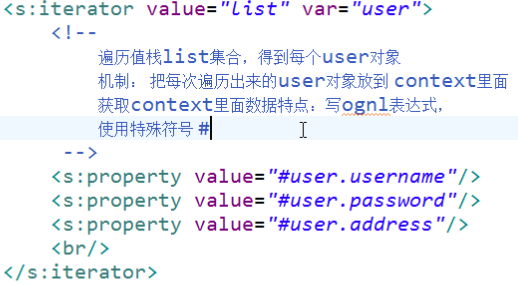 <s:iterator value="list" var="user">
<!--
遍历值栈list集合，得到每个user对象
机制： 把每次遍历出来的user对象放到 context里面
获取context里面数据特点：写ognl表达式，
使用特殊符号 #
-->
<s:property value="#user.username"/>
<s:property value="#user.password"/>
<s:property value="#user.address"/>
<br/>
</s:iterator>